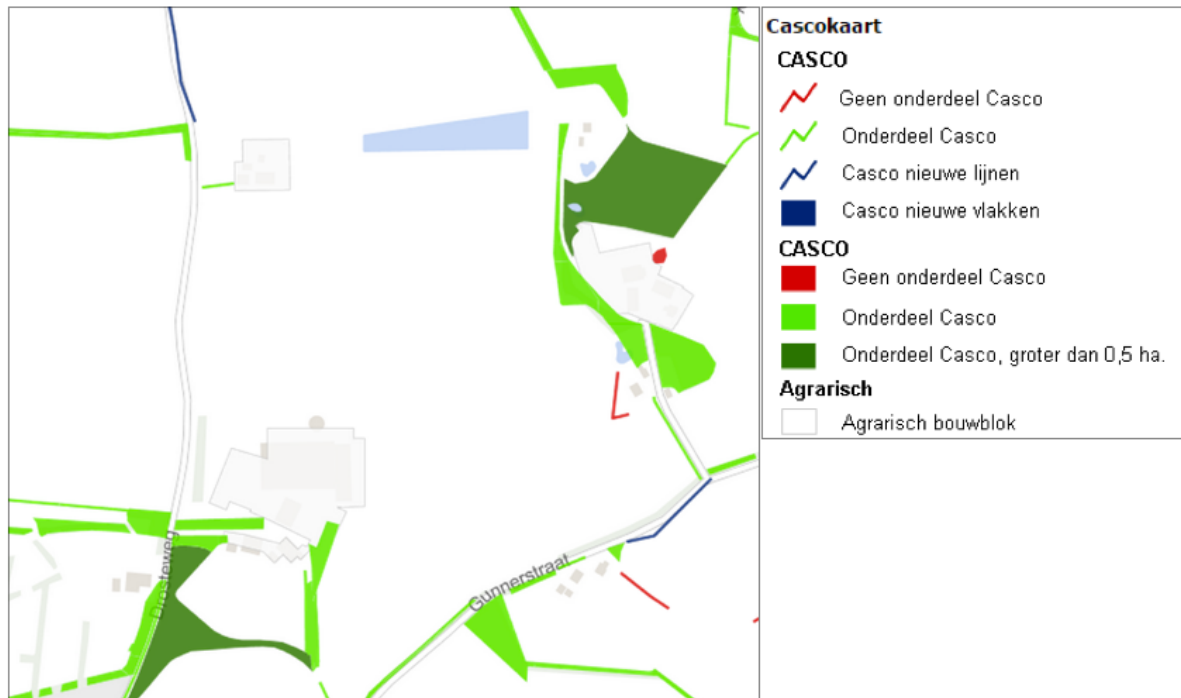 Drosteweg
Gunnerstraat
Cascokaart
CASCO
Geen onderdeel Casco
Onderdeel Casco
Casco nieuwe lijnen
Casco nieuwe vlakken
CASCO
Geen onderdeel Casco
Onderdeel Casco
Onderdeel Casco, groter dan 0,5 ha.
Agrarisch
Agrarisch bouwblok